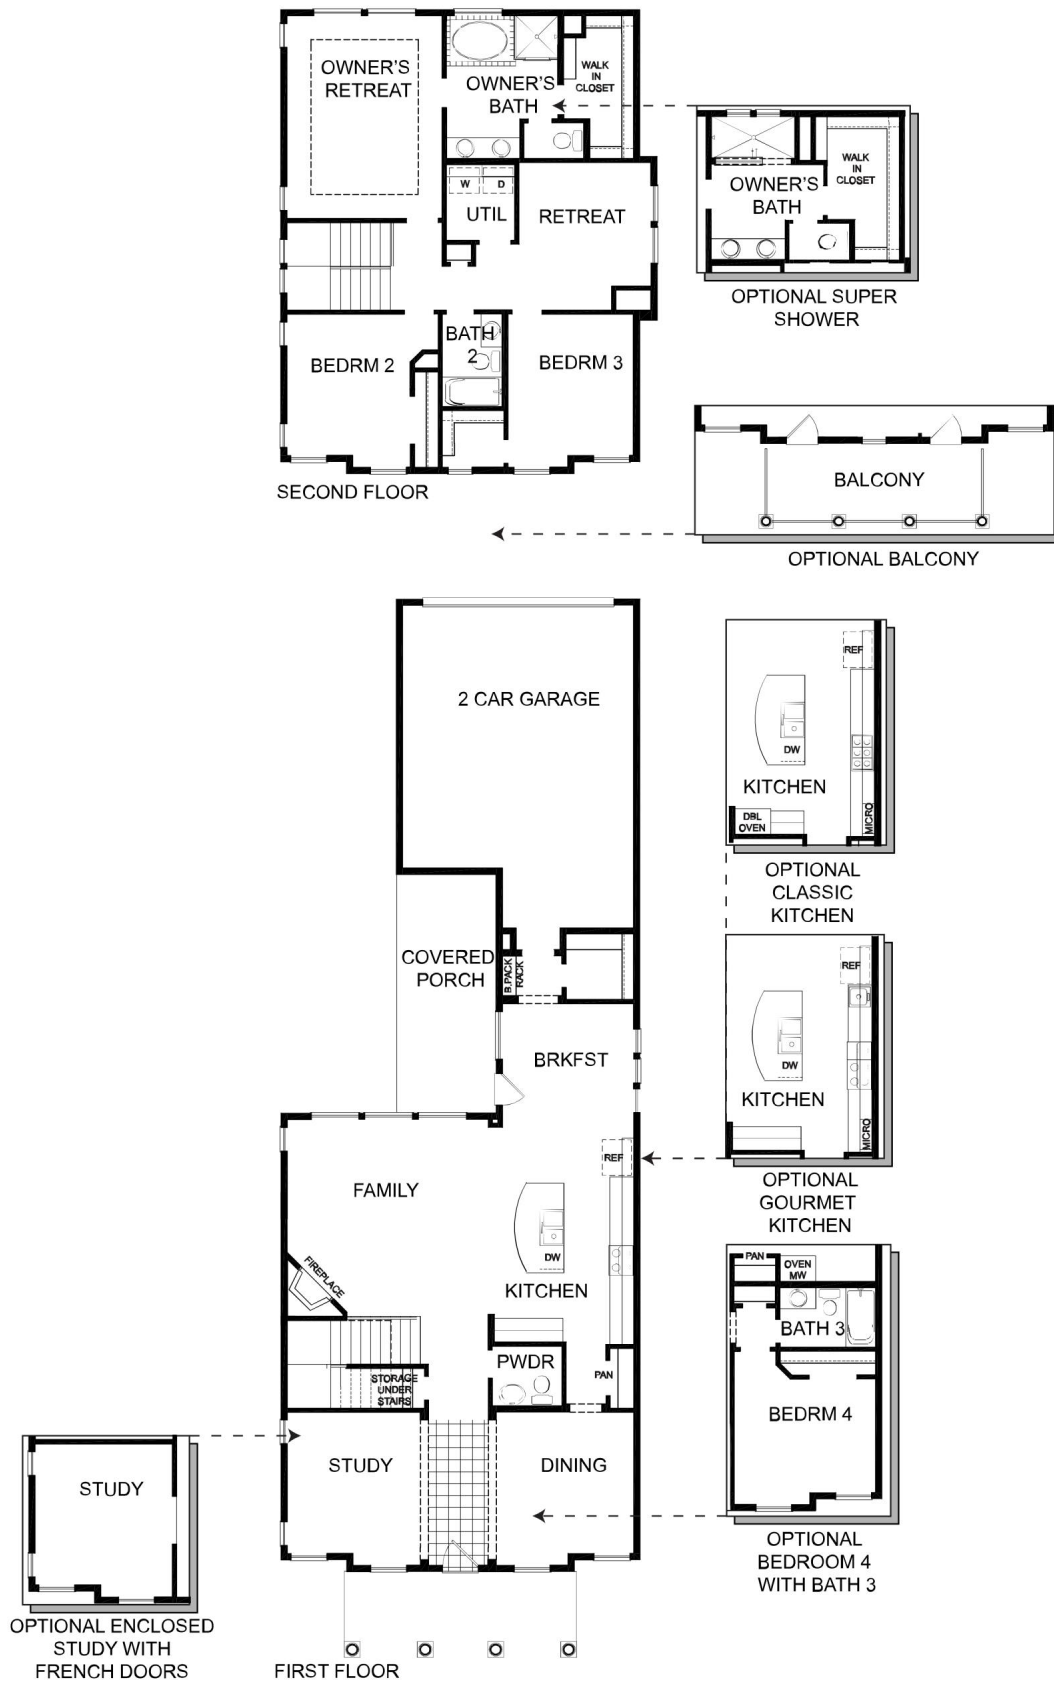 OWNER'S
RETREAT
OWNER'S
BATH
WALK
IN
CLOSET
W D
UTIL
RETREAT
BATH
2
BEDRM 2
BEDRM 3
SECOND FLOOR
WALK
IN
CLOSET
OWNER'S
BATH
OPTIONAL SUPER
SHOWER
BALCONY
OPTIONAL BALCONY
2 CAR GARAGE
COVERED
PORCH
B.PACK
RACK
BRKFST
REF
FAMILY
DW
FIREPLACE
KITCHEN
PWDR
PAN
STORAGE
UNDER
STAIRS
STUDY
DINING
FIRST FLOOR
REF
DW
KITCHEN
DBL
OVEN
MICRO
OPTIONAL
CLASSIC
KITCHEN
REF
DW
KITCHEN
MICRO
OPTIONAL
GOURMET
KITCHEN
PAN
OVEN
MW
BATH 3
BEDRM 4
OPTIONAL
BEDROOM 4
WITH BATH 3
STUDY
OPTIONAL ENCLOSED
STUDY WITH
FRENCH DOORS